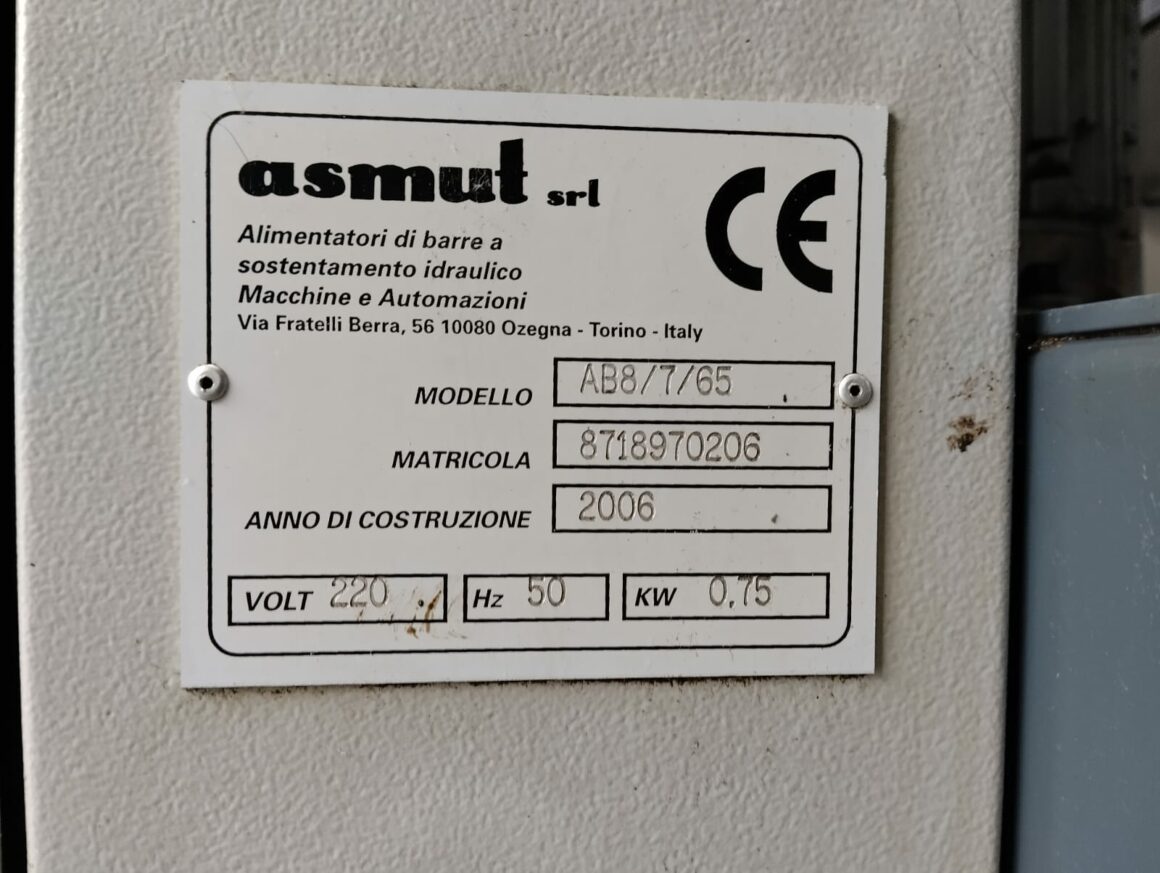 asmut srl
CE
Alimentatori di barre a
sostentamento idraulico
Macchine e Automazioni
Via Fratelli Berra, 56 10080 Ozegna - Torino - Italy
MODELLO AB8/7/65
MATRICOLA 8718970206
ANNO DI COSTRUZIONE 2006
VOLT 220 Hz 50 KW 0,75